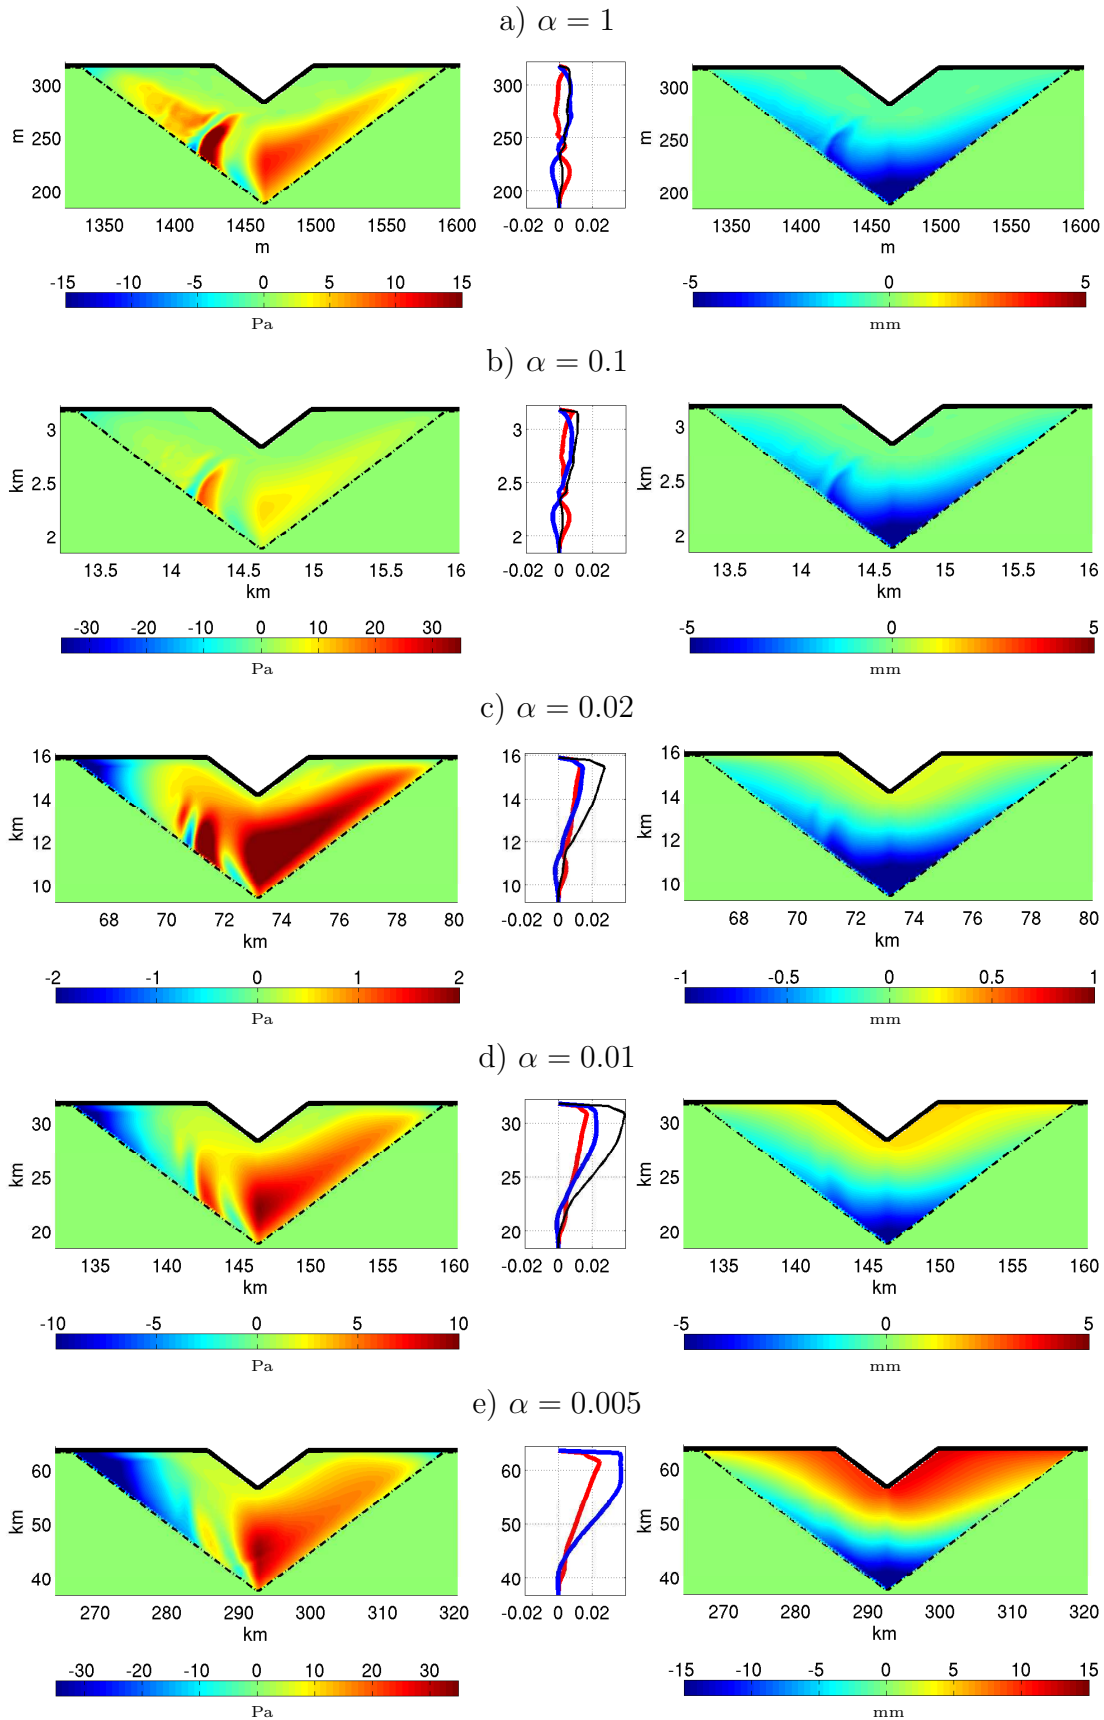 a) α = 1
300
250
200
m
1350 1400 1450 1500 1550 1600
m
-15 -10 -5 0 5 10 15
Pa
300
250
200
-0.02 0 0.02
300
250
200
m
1350 1400 1450 1500 1550 1600
m
-5 0 5
mm
b) α = 0.1
3
2.5
2
km
13.5 14 14.5 15 15.5 16
km
-30 -20 -10 0 10 20 30
Pa
3
2.5
2
-0.02 0 0.02
3
2.5
2
km
13.5 14 14.5 15 15.5 16
km
-5 0 5
mm
c) α = 0.02
16
14
12
10
km
68 70 72 74 76 78 80
km
-2 -1 0 1 2
Pa
16
14
12
10
-0.02 0 0.02
16
14
12
10
km
68 70 72 74 76 78 80
km
-1 -0.5 0 0.5 1
mm
d) α = 0.01
30
25
20
km
135 140 145 150 155 160
km
-10 -5 0 5 10
Pa
30
25
20
-0.02 0 0.02
30
25
20
km
135 140 145 150 155 160
km
-5 0 5
mm
e) α = 0.005
60
50
40
km
270 280 290 300 310 320
km
-30 -20 -10 0 10 20 30
Pa
60
50
40
-0.02 0 0.02
60
50
40
km
270 280 290 300 310 320
km
-15 -10 -5 0 5 10 15
mm